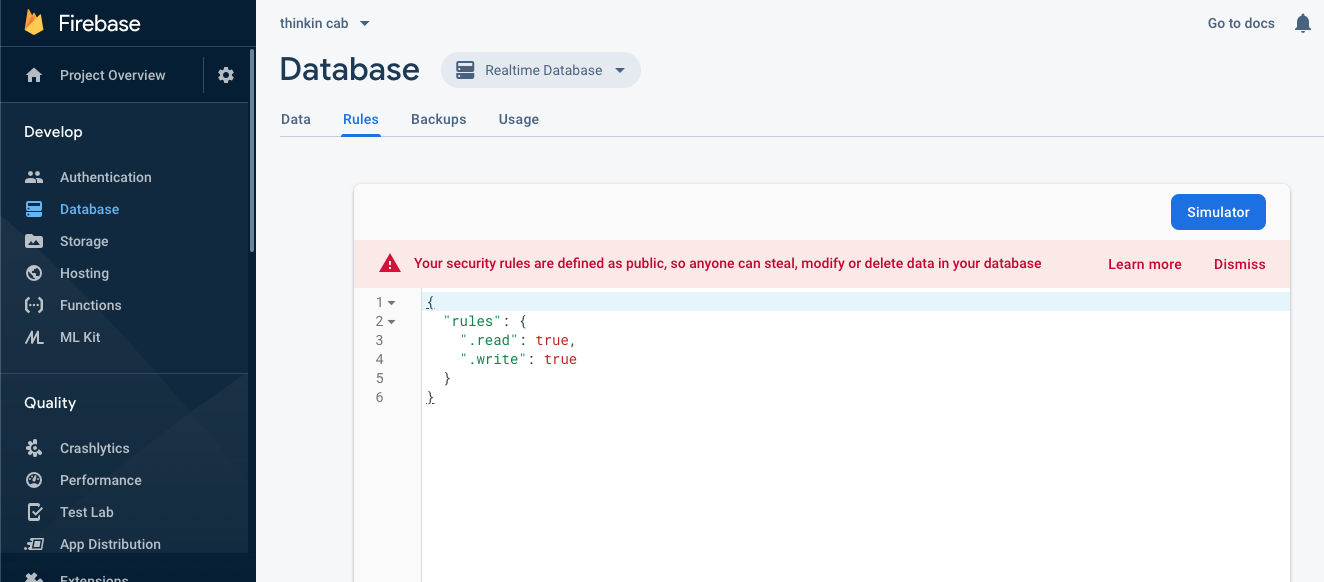 Firebase
Project Overview
Develop
Authentication
Database
Storage
Hosting
Functions
ML Kit
Quality
Crashlytics
Performance
Test Lab
App Distribution
Extensions
thinkin cab
Go to docs
Database
Realtime Database
Data Rules Backups Usage
Simulator
Your security rules are defined as public, so anyone can steal, modify or delete data in your database Learn more Dismiss
1 {
2 "rules": {
3 ".read": true,
4 ".write": true
5 }
6 }